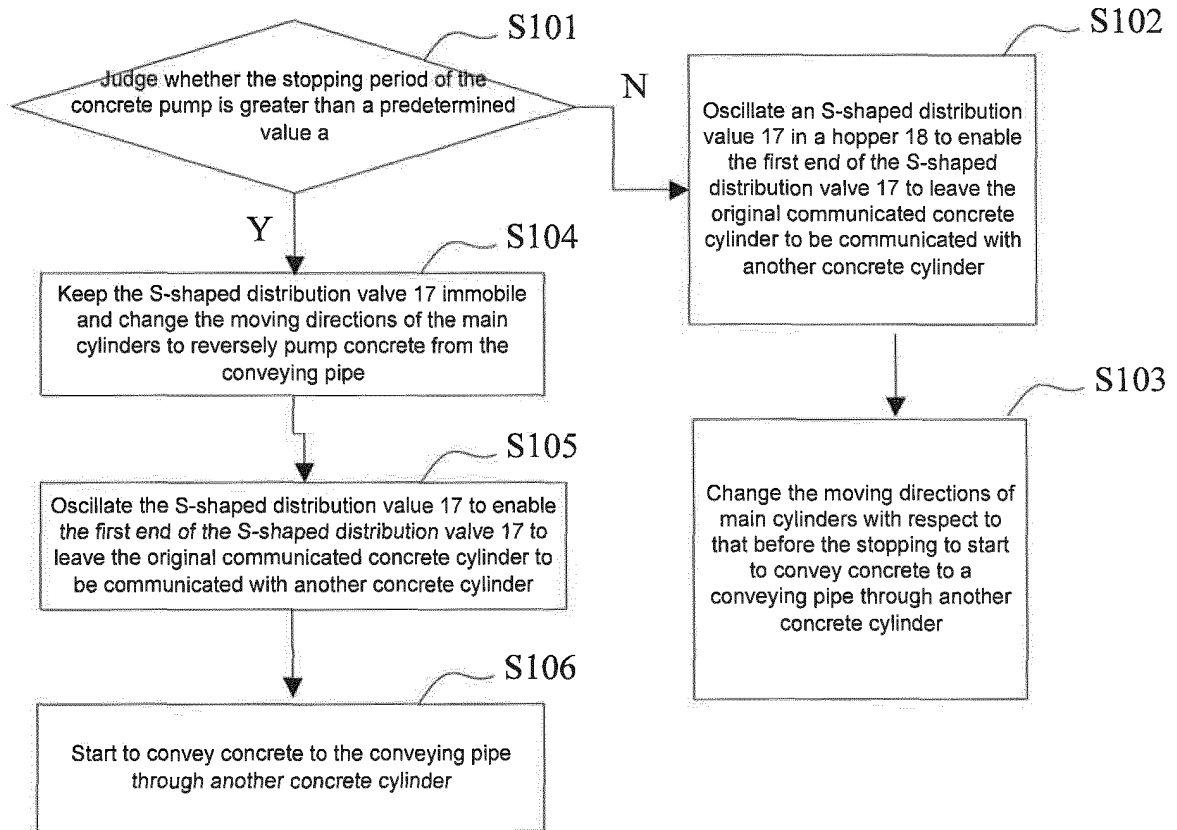 S101
Judge whether the stopping period of the
concrete pump is greater than a predetermined
value a
N
Y
S102
Oscillate an S-shaped distribution
value 17 in a hopper 18 to enable
the first end of the S-shaped
distribution valve 17 to leave the
original communicated concrete
cylinder to be communicated with
another concrete cylinder
S104
Keep the S-shaped distribution valve 17 immobile
and change the moving directions of the main
cylinders to reversely pump concrete from the
conveying pipe
S103
Change the moving directions of
main cylinders with respect to
that before the stopping to start
to convey concrete to a
conveying pipe through another
concrete cylinder
S105
Oscillate the S-shaped distribution value 17 to enable
the first end of the S-shaped distribution valve 17 to
leave the original communicated concrete cylinder to
be communicated with another concrete cylinder
S106
Start to convey concrete to the conveying pipe
through another concrete cylinder